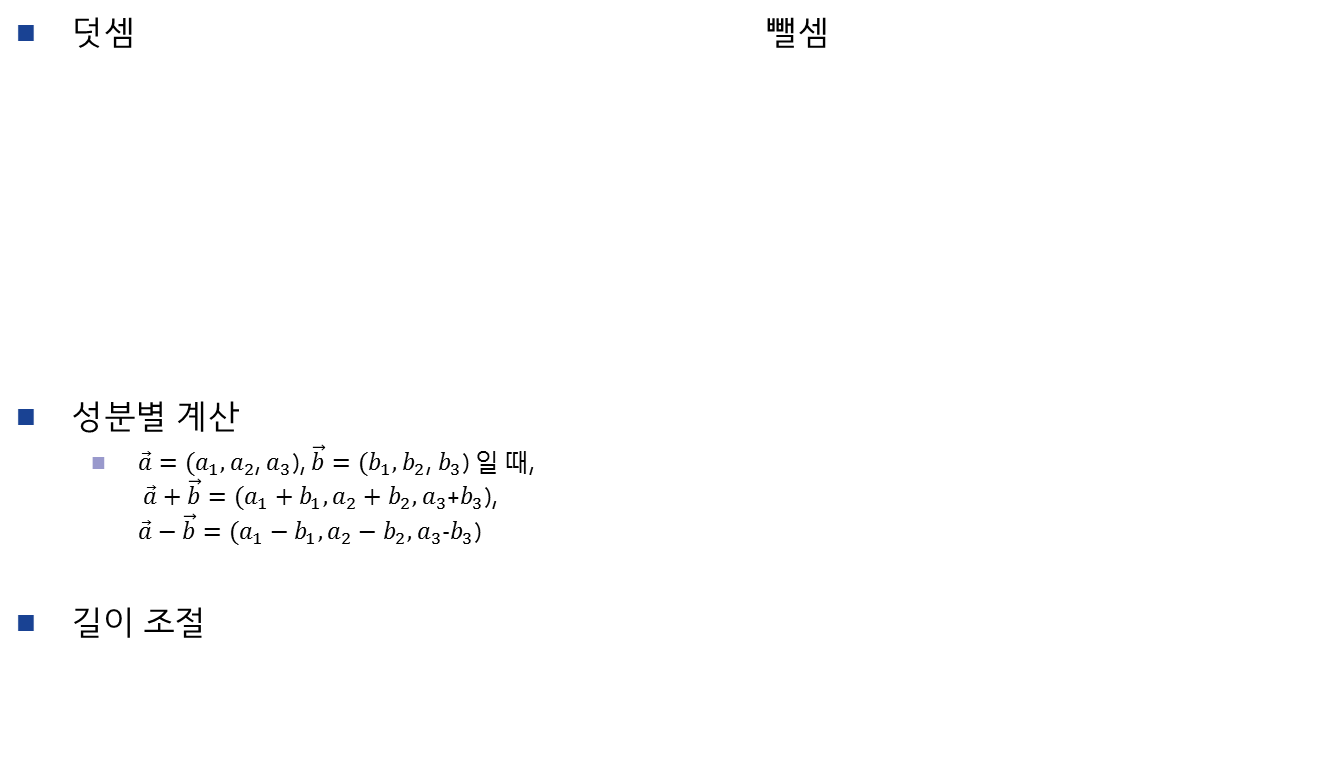 덧셈 뺄셈
성분별 계산
a⃗ = (a₁, a₂, a₃), b⃗ = (b₁, b₂, b₃) 일 때,
a⃗ + b⃗ = (a₁ + b₁, a₂ + b₂, a₃+b₃),
a⃗ − b⃗ = (a₁ − b₁, a₂ − b₂, a₃-b₃)
길이 조절